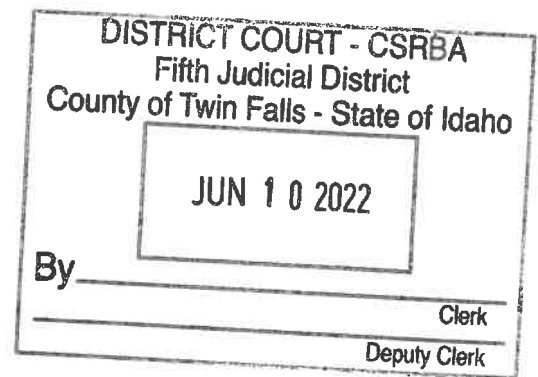 DISTRICT COURT - CSRBA
Fifth Judicial District
County of Twin Falls - State of Idaho
JUN 10 2022
By
Clerk
Deputy Clerk